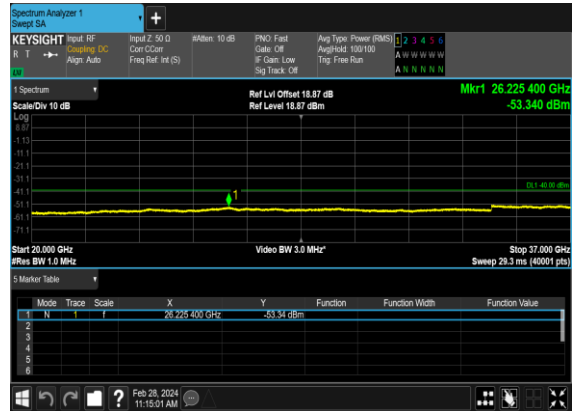 Spectrum Analyzer 1
Swept SA
+
KEYSIGHT Input: RF Input Z: 50 Ω #Atten: 10 dB PNO: Fast Avg Type: Power (RMS) 1 2 3 4 5 6
R T Coupling: DC Corr CCorr Gate: Off Avg|Hold: 100/100 A W W W W W
Align: Auto Freq Ref: Int (S) IF Gain: Low Trig: Free Run
LW Sig Track: Off A N N N N N
1 Spectrum
Ref Lvl Offset 18.87 dB Mkr1 26.225 400 GHz
Scale/Div 10 dB Ref Level 18.87 dBm -53.340 dBm
Log
8.87
-1.13
-11.1
-21.1
-31.1
DL1 -40.00 dBm
-41.1
1
-51.1
-61.1
-71.1
Start 20.000 GHz Video BW 3.0 MHz* Stop 37.000 GHz
#Res BW 1.0 MHz Sweep 29.3 ms (40001 pts)
5 Marker Table
Mode Trace Scale X Y Function Function Width Function Value
1 N 1 f 26.225 400 GHz -53.34 dBm
2
3
4
5
6
? Feb 28, 2024
11:15:01 AM